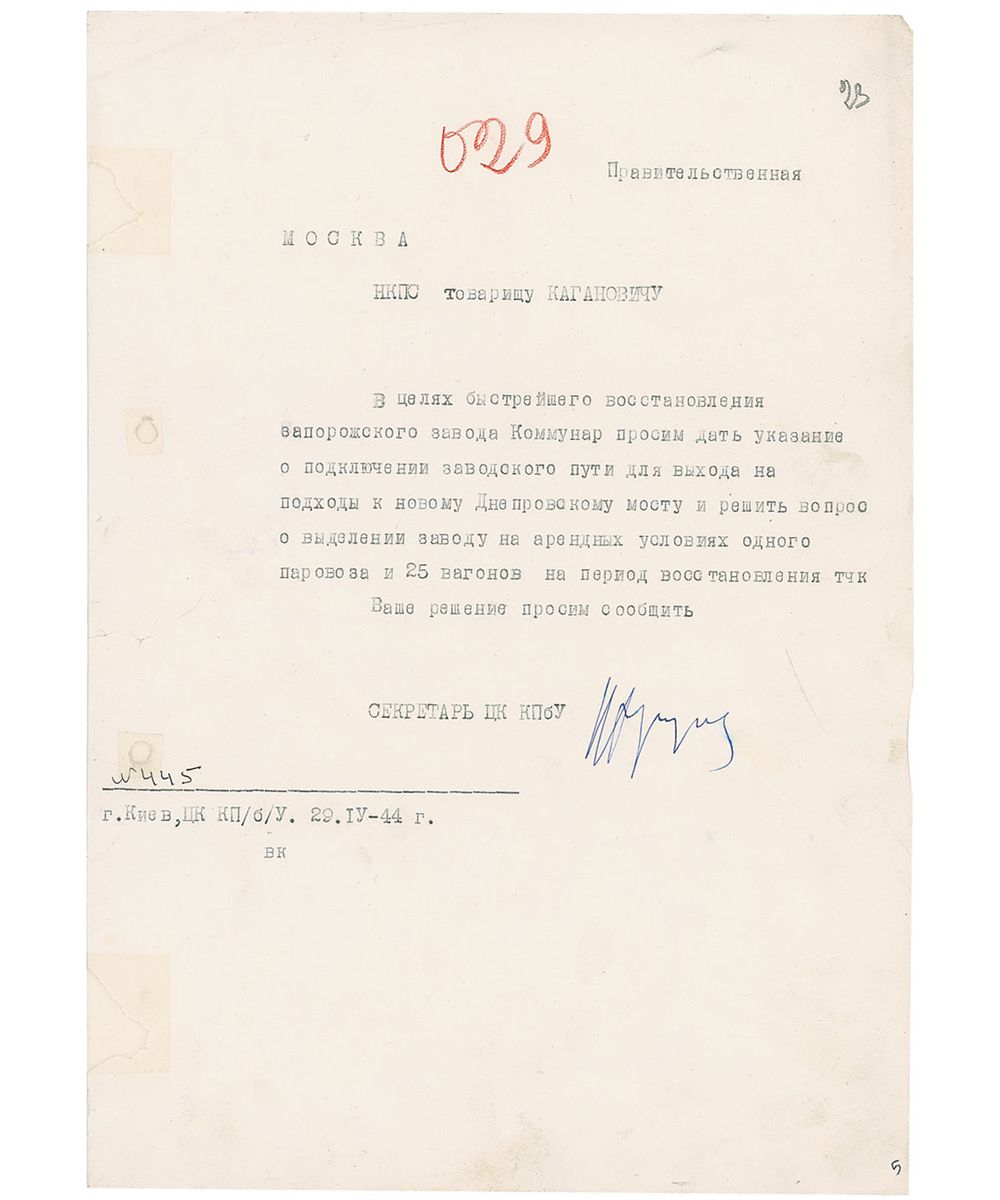 23
029
Правительственная
М О С К В А
НКПС товарищу КАГАНОВИЧУ
В целях быстрейшего восстановления
запорожского завода Коммунар просим дать указание
о подключении заводского пути для выхода на
подходы к новому Днепровскому мосту и решить вопрос
о выделении заводу на арендных условиях одного
паровоза и 25 вагонов на период восстановления тчк
Ваше решение просим сообщить
СЕКРЕТАРЬ ЦК КПбУ
№445
г.Киев,ЦК КП/б/У. 29.IУ-44 г.
вк
5